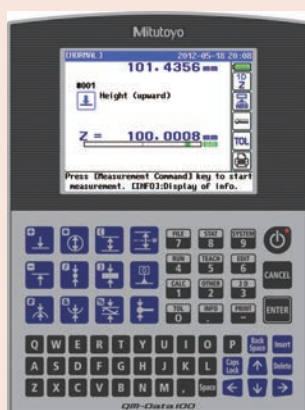 Mitutoyo
[NORMAL] 2012-05-18 20:08
101.4356 mm
1D
Z
#001
Height (upward)
Z = 100.0008 mm
TOL
Press [Measurement Command] key to start
measurement. [INFO]:Display of info.
FILE STAT SYSTEM
7 8 9
RUN TEACH EDIT
4 5 6
CANCEL
CALC OTHER 2D
1 2 3
TOL INFO PRINT
0 . -
ENTER
Q W E R T Y U I O P Back Space Insert
A S D F G H J K L Caps Lock Delete
Z X C V B N M . Space
QM-Data100